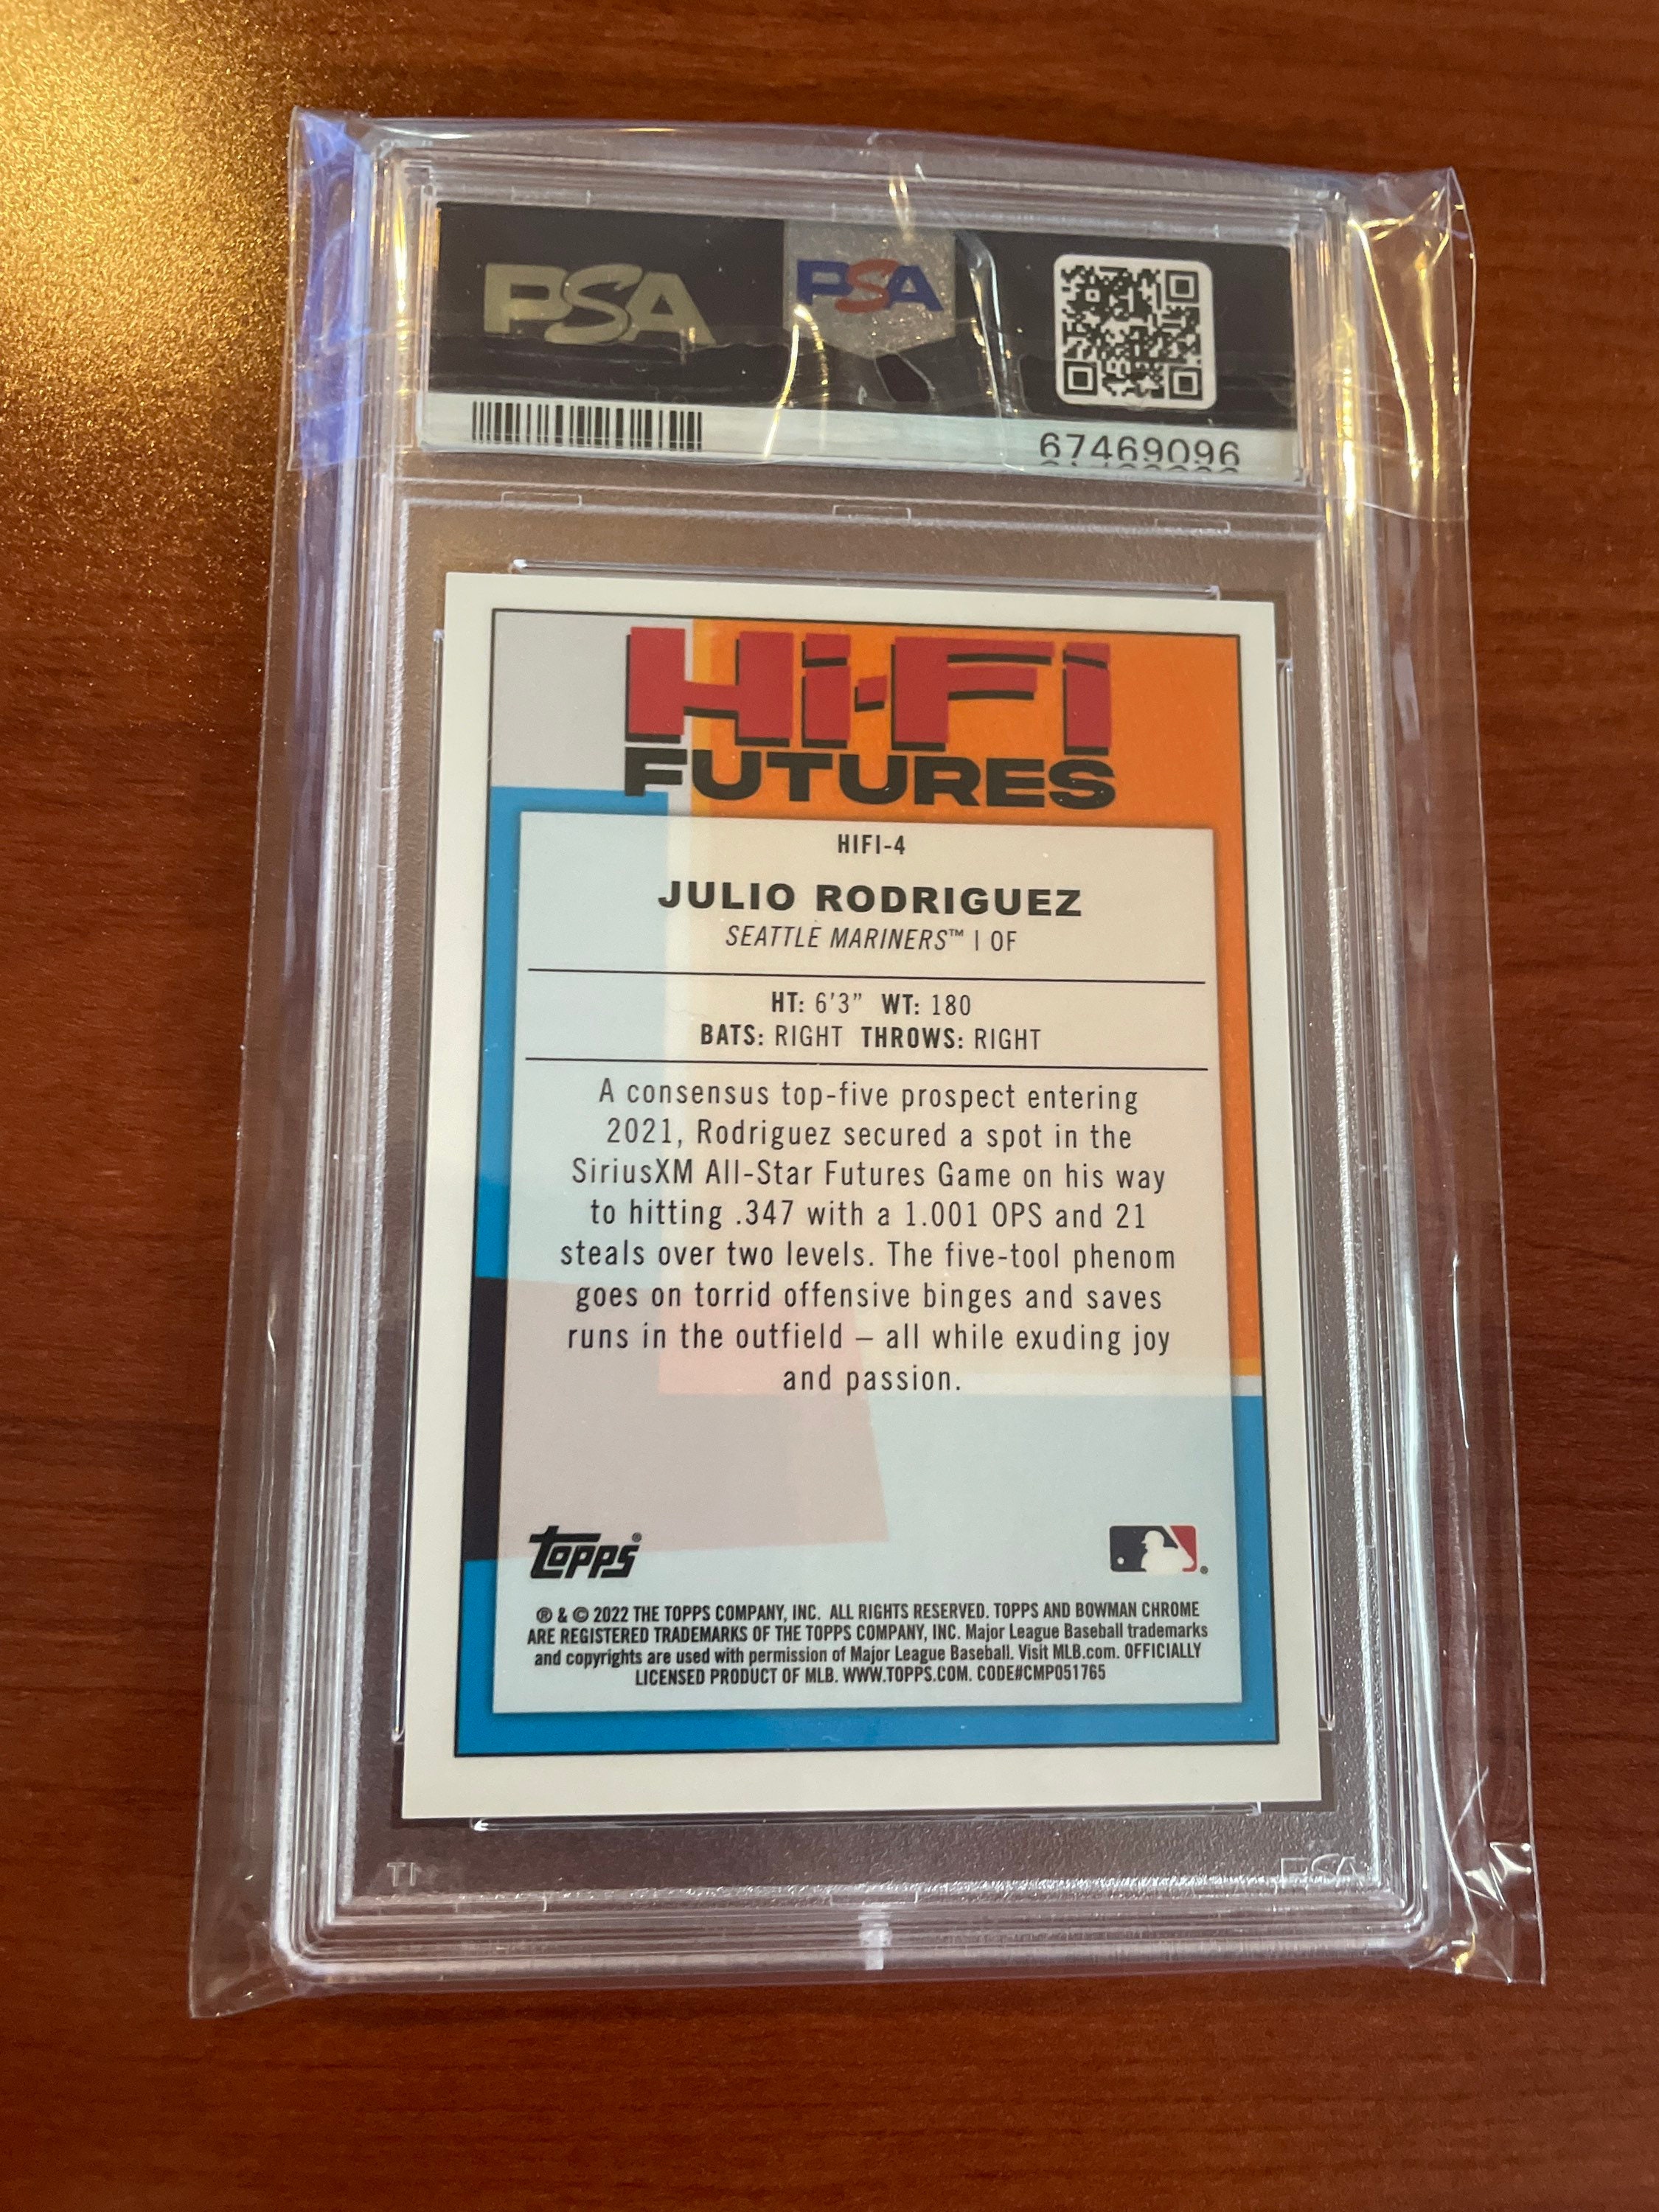 PSA PSA
67469096
Hi-Fi
FUTURES
HIFI-4
JULIO RODRIGUEZ
SEATTLE MARINERS™ | OF
HT: 6'3" WT: 180
BATS: RIGHT THROWS: RIGHT
A consensus top-five prospect entering
2021, Rodriguez secured a spot in the
SiriusXM All-Star Futures Game on his way
to hitting .347 with a 1.001 OPS and 21
steals over two levels. The five-tool phenom
goes on torrid offensive binges and saves
runs in the outfield – all while exuding joy
and passion.
topps®
® & © 2022 THE TOPPS COMPANY, INC. ALL RIGHTS RESERVED. TOPPS AND BOWMAN CHROME
ARE REGISTERED TRADEMARKS OF THE TOPPS COMPANY, INC. Major League Baseball trademarks
and copyrights are used with permission of Major League Baseball. Visit MLB.com. OFFICIALLY
LICENSED PRODUCT OF MLB. WWW.TOPPS.COM. CODE#CMP051765
PSA